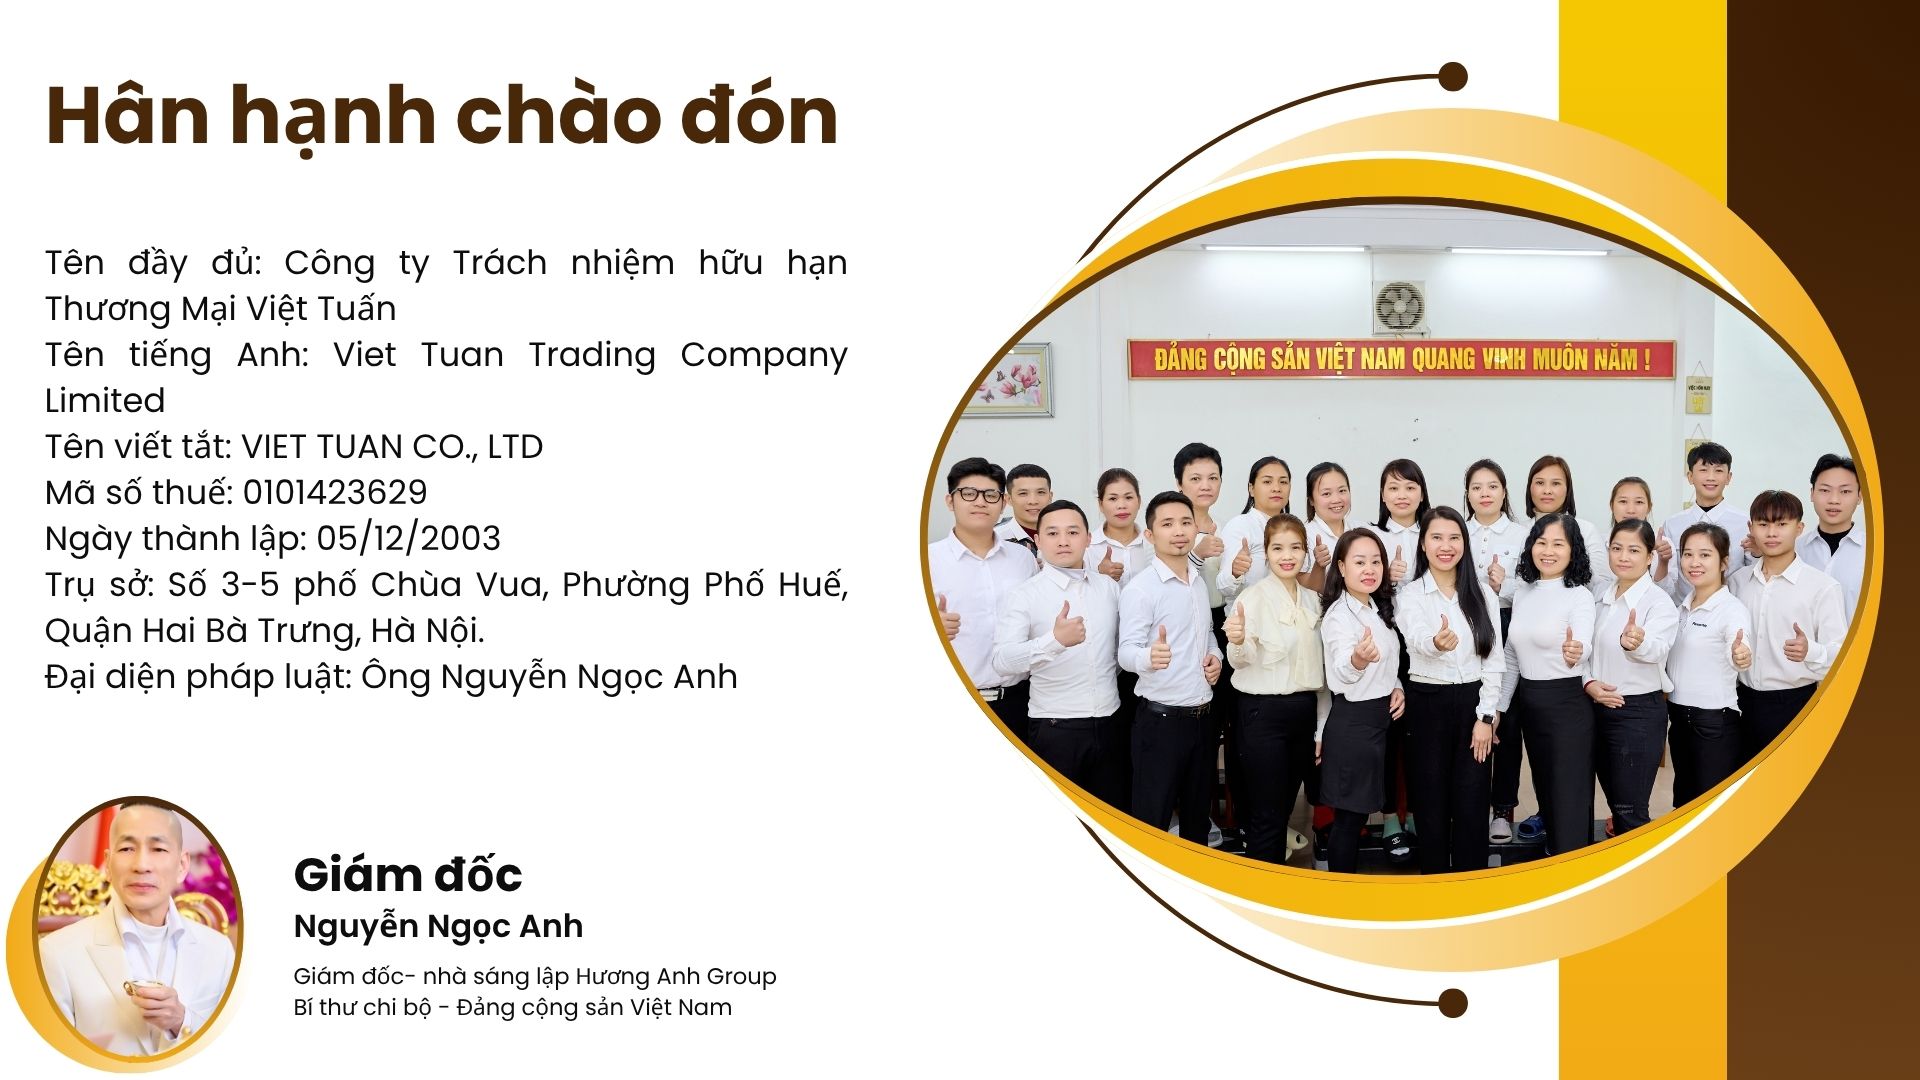 Hân hạnh chào đón
Tên đầy đủ: Công ty Trách nhiệm hữu hạn
Thương Mại Việt Tuấn
Tên tiếng Anh: Viet Tuan Trading Company
Limited
Tên viết tắt: VIET TUAN CO., LTD
Mã số thuế: 0101423629
Ngày thành lập: 05/12/2003
Trụ sở: Số 3-5 phố Chùa Vua, Phường Phố Huế,
Quận Hai Bà Trưng, Hà Nội.
Đại diện pháp luật: Ông Nguyễn Ngọc Anh
Giám đốc
Nguyễn Ngọc Anh
Giám đốc- nhà sáng lập Hương Anh Group
Bí thư chi bộ - Đảng cộng sản Việt Nam
ĐẢNG CỘNG SẢN VIỆT NAM QUANG VINH MUÔN NĂM !